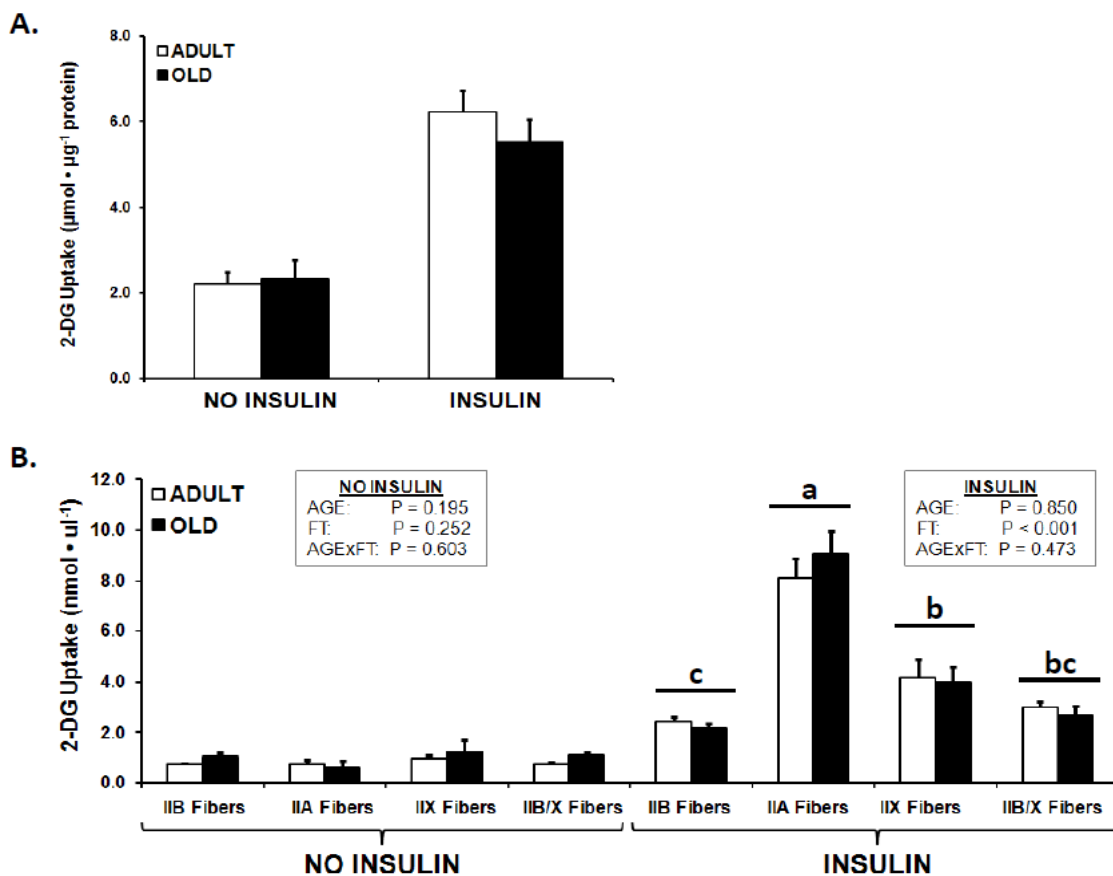 A.
8.0
6.0
4.0
2.0
0.0
2-DG Uptake (µmol • µg⁻¹ protein)
ADULT
OLD
NO INSULIN
INSULIN
B.
12.0
10.0
8.0
6.0
4.0
2.0
0.0
2-DG Uptake (nmol • ul⁻¹)
ADULT
OLD
NO INSULIN
AGE: P = 0.195
FT: P = 0.252
AGExFT: P = 0.603
INSULIN
AGE: P = 0.850
FT: P < 0.001
AGExFT: P = 0.473
c
a
b
bc
IIB Fibers
IIA Fibers
IIX Fibers
IIB/X Fibers
IIB Fibers
IIA Fibers
IIX Fibers
IIB/X Fibers
NO INSULIN
INSULIN